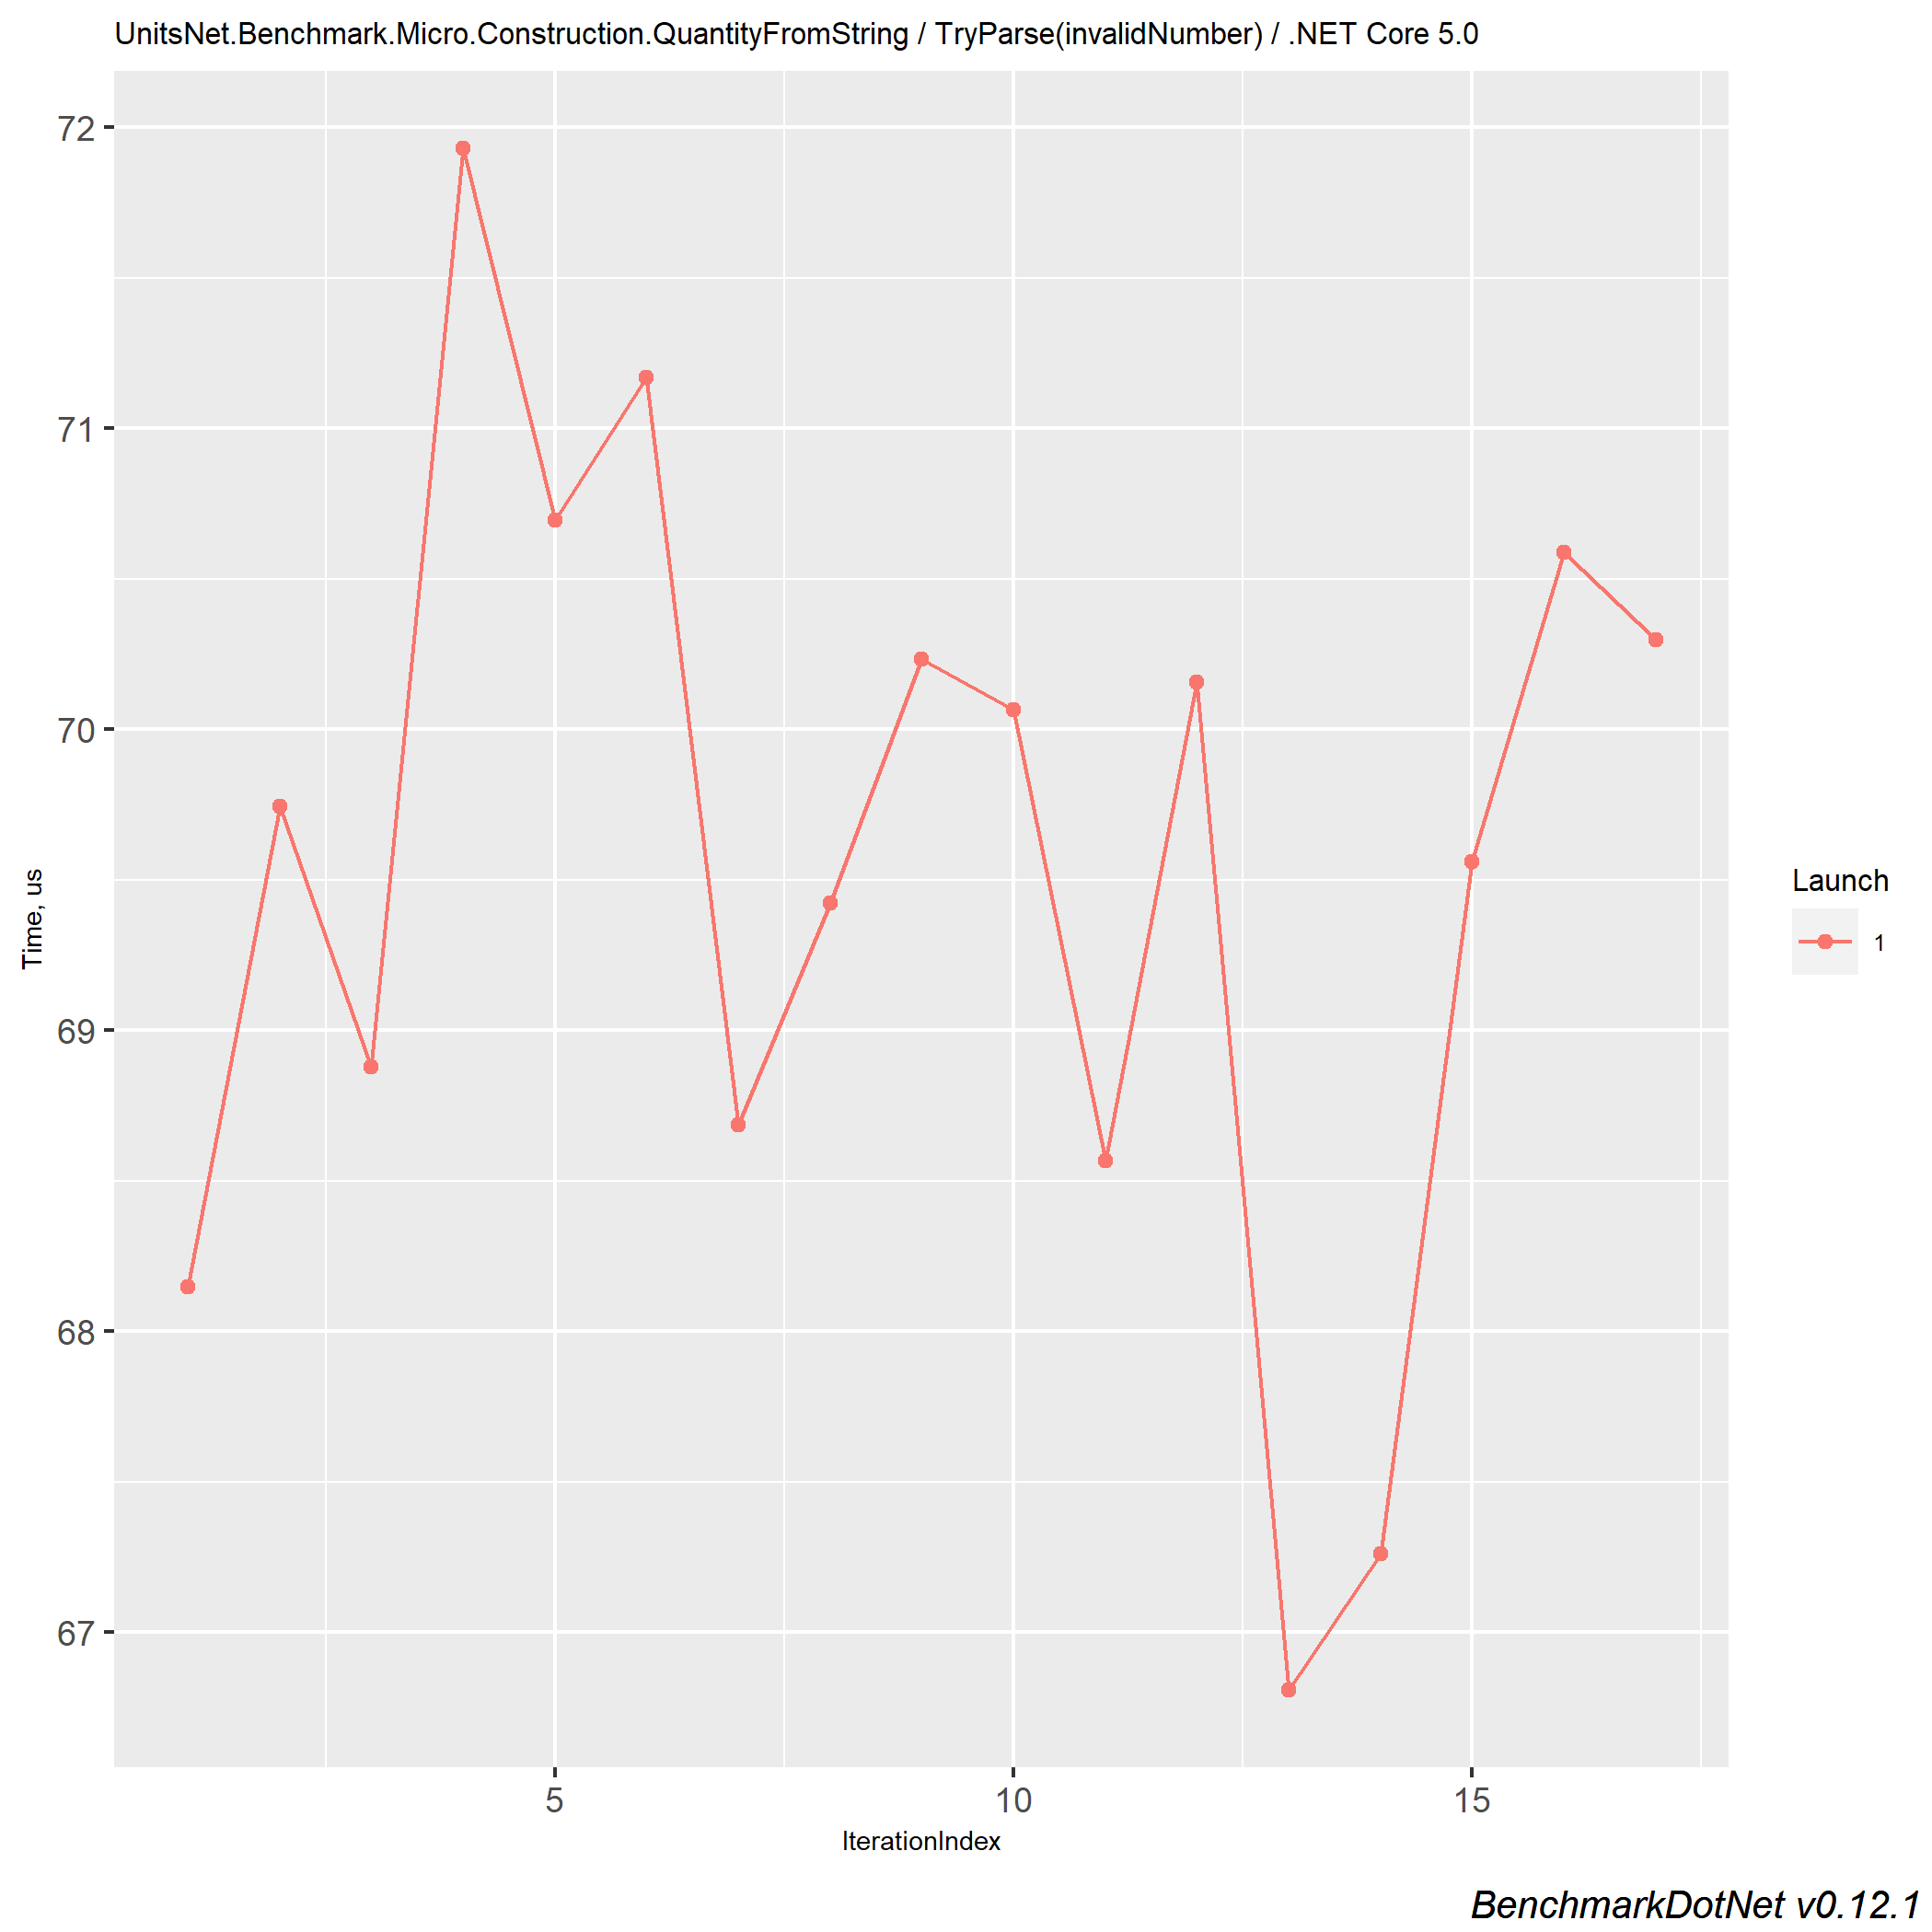 UnitsNet.Benchmark.Micro.Construction.QuantityFromString / TryParse(invalidNumber) / .NET Core 5.0
72
71
70
69
68
67
Time, us
5 10 15
IterationIndex
Launch
1
BenchmarkDotNet v0.12.1